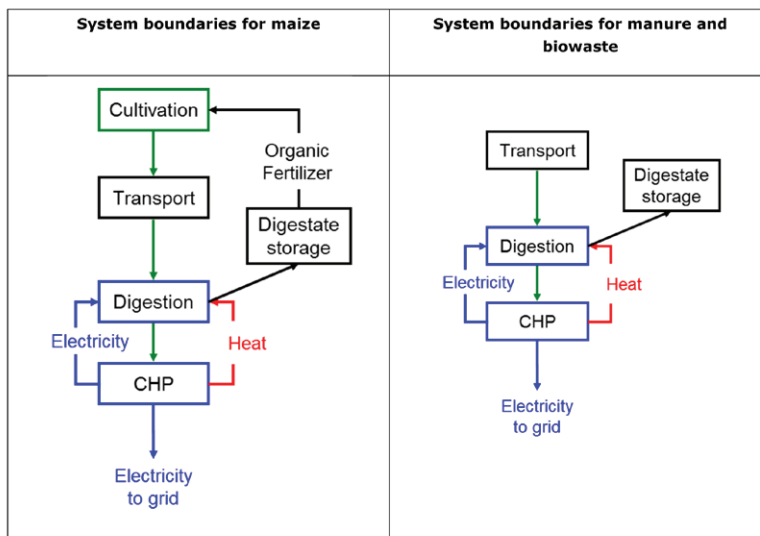 System boundaries for maize
System boundaries for manure and
biowaste
Cultivation
Organic
Fertilizer
Transport
Digestate
storage
Digestion
Electricity
Heat
CHP
Electricity
to grid
Transport
Digestate
storage
Digestion
Electricity
Heat
CHP
Electricity
to grid